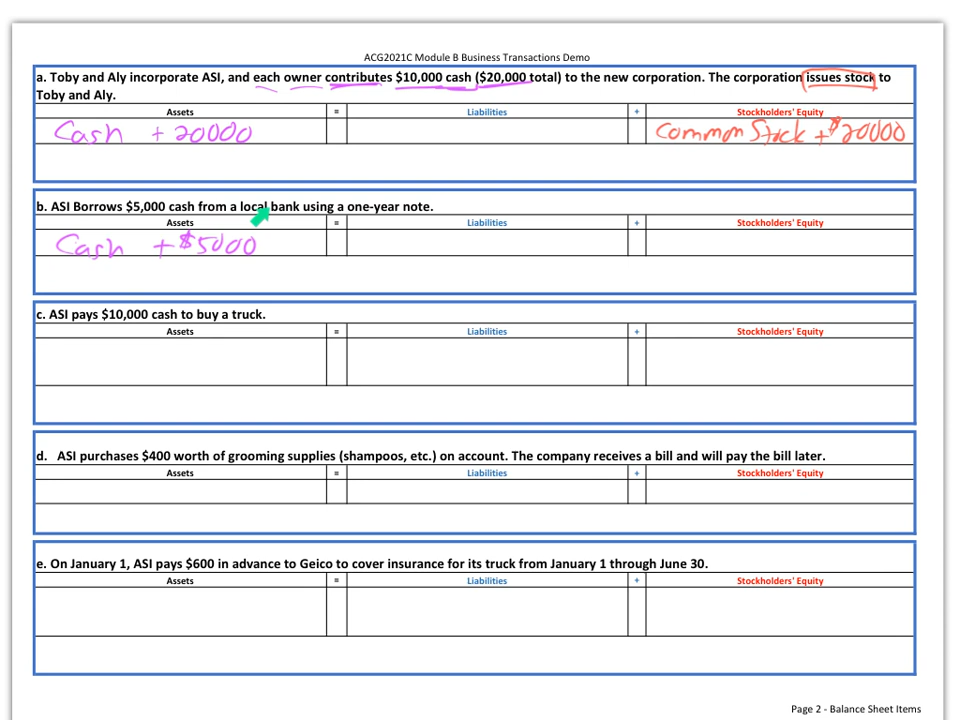 ACG2021C Module B Business Transactions Demo
a. Toby and Aly incorporate ASI, and each owner contributes $10,000 cash ($20,000 total) to the new corporation. The corporation issues stock to
Toby and Aly.
Assets = Liabilities + Stockholders' Equity
Cash + 20000 Common Stock + $20000
b. ASI Borrows $5,000 cash from a local bank using a one-year note.
Assets = Liabilities + Stockholders' Equity
Cash + $5000
c. ASI pays $10,000 cash to buy a truck.
Assets = Liabilities + Stockholders' Equity
d. ASI purchases $400 worth of grooming supplies (shampoos, etc.) on account. The company receives a bill and will pay the bill later.
Assets = Liabilities + Stockholders' Equity
e. On January 1, ASI pays $600 in advance to Geico to cover insurance for its truck from January 1 through June 30.
Assets = Liabilities + Stockholders' Equity
Page 2 - Balance Sheet Items